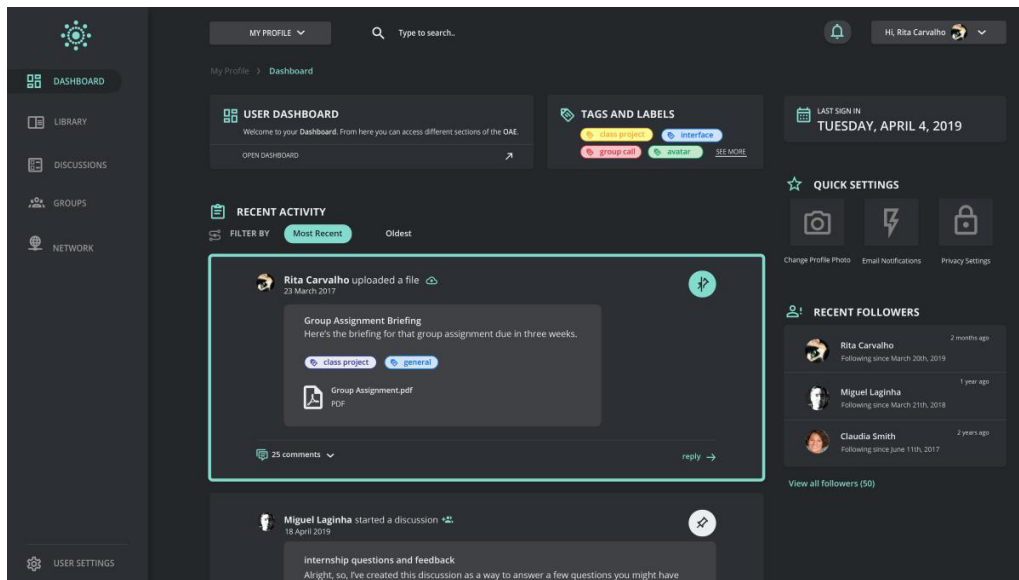 MY PROFILE
Type to search..
Hi, Rita Carvalho
DASHBOARD
LIBRARY
DISCUSSIONS
GROUPS
NETWORK
USER SETTINGS
My Profile > Dashboard
USER DASHBOARD
Welcome to your Dashboard. From here you can access different sections of the OAE.
OPEN DASHBOARD
TAGS AND LABELS
class project
interface
group call
avatar
SEE MORE
LAST SIGN IN
TUESDAY, APRIL 4, 2019
QUICK SETTINGS
Change Profile Photo
Email Notifications
Privacy Settings
RECENT ACTIVITY
FILTER BY
Most Recent
Oldest
Rita Carvalho uploaded a file
23 March 2017
Group Assignment Briefing
Here's the briefing for that group assignment due in three weeks.
class project
general
Group Assignment.pdf
PDF
25 comments
reply
Miguel Laginha started a discussion
18 April 2019
internship questions and feedback
Alright, so, I've created this discussion as a way to answer a few questions you might have
RECENT FOLLOWERS
2 months ago
Rita Carvalho
Following since March 20th, 2019
1 year ago
Miguel Laginha
Following since March 21th, 2018
2 years ago
Claudia Smith
Following since June 11th, 2017
View all followers (50)